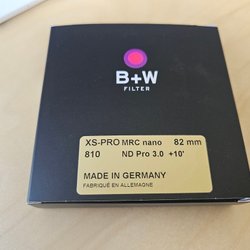 B+W
FILTER
XS-PRO MRC nano 82 mm
810 ND Pro 3.0 +10'
MADE IN GERMANY
FABRIQUÉ EN ALLEMAGNE